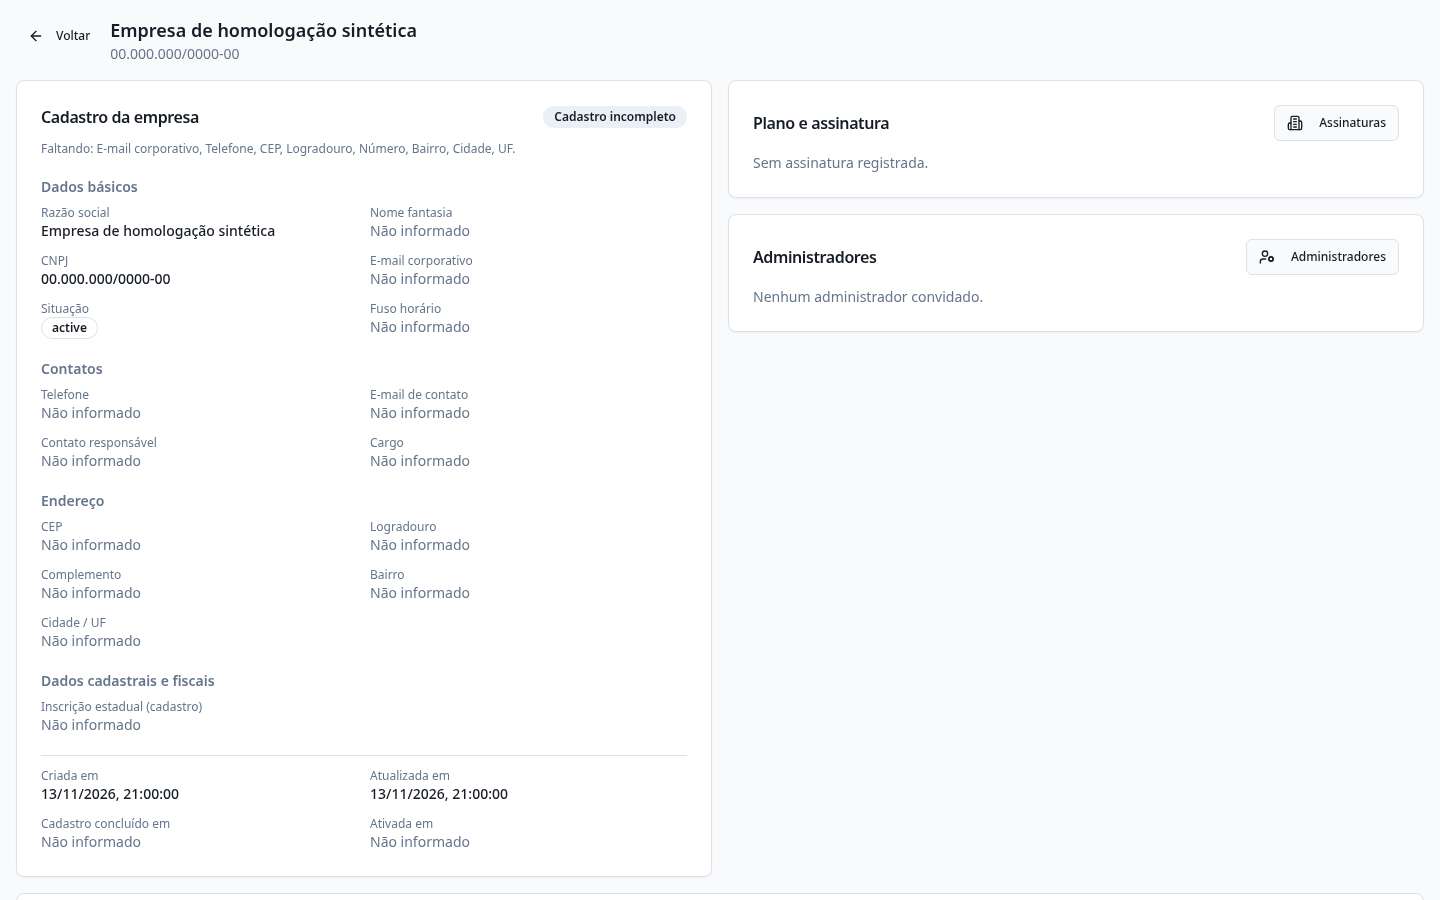 Voltar
Empresa de homologação sintética
00.000.000/0000-00
Cadastro da empresa
Cadastro incompleto
Faltando: E-mail corporativo, Telefone, CEP, Logradouro, Número, Bairro, Cidade, UF.
Dados básicos
Razão social
Empresa de homologação sintética
Nome fantasia
Não informado
CNPJ
00.000.000/0000-00
E-mail corporativo
Não informado
Situação
active
Fuso horário
Não informado
Contatos
Telefone
Não informado
E-mail de contato
Não informado
Contato responsável
Não informado
Cargo
Não informado
Endereço
CEP
Não informado
Logradouro
Não informado
Complemento
Não informado
Bairro
Não informado
Cidade / UF
Não informado
Dados cadastrais e fiscais
Inscrição estadual (cadastro)
Não informado
Criada em
13/11/2026, 21:00:00
Atualizada em
13/11/2026, 21:00:00
Cadastro concluído em
Não informado
Ativada em
Não informado
Plano e assinatura
Assinaturas
Sem assinatura registrada.
Administradores
Administradores
Nenhum administrador convidado.